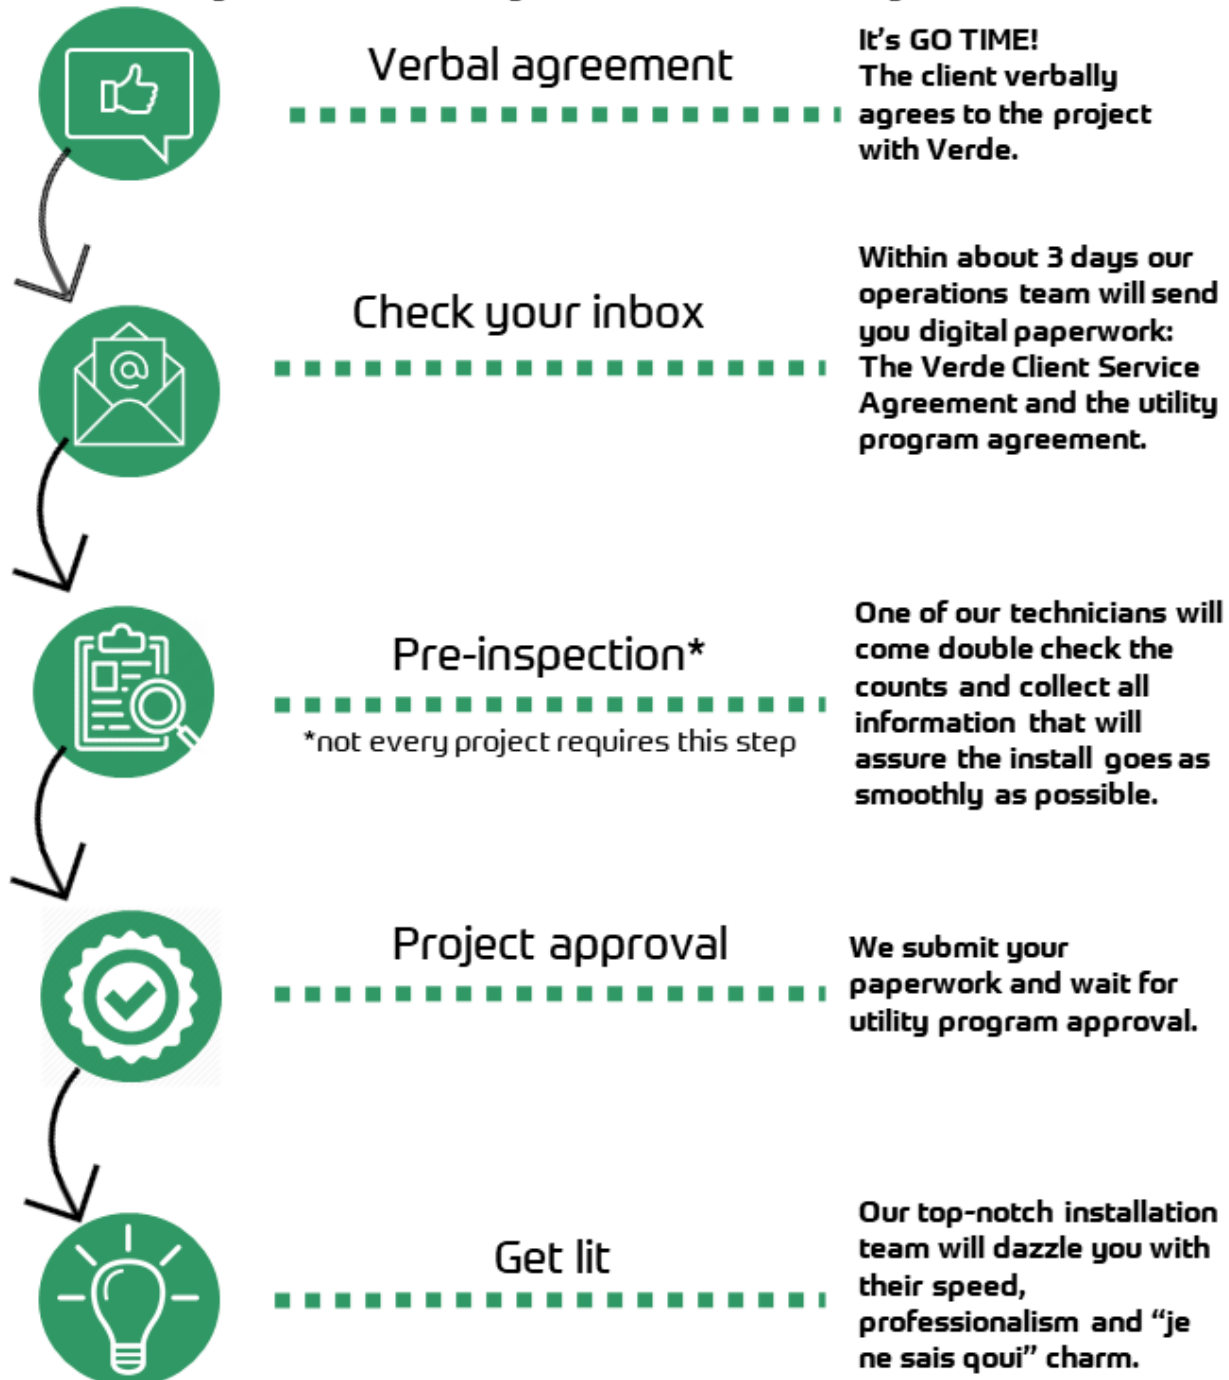 Verbal agreement
It's GO TIME!
The client verbally
agrees to the project
with Verde.
Check your inbox
Within about 3 days our
operations team will send
you digital paperwork:
The Verde Client Service
Agreement and the utility
program agreement.
@
Pre-inspection*
*not every project requires this step
One of our technicians will
come double check the
counts and collect all
information that will
assure the install goes as
smoothly as possible.
Project approval
We submit your
paperwork and wait for
utility program approval.
Get lit
Our top-notch installation
team will dazzle you with
their speed,
professionalism and “je
ne sais qoui” charm.